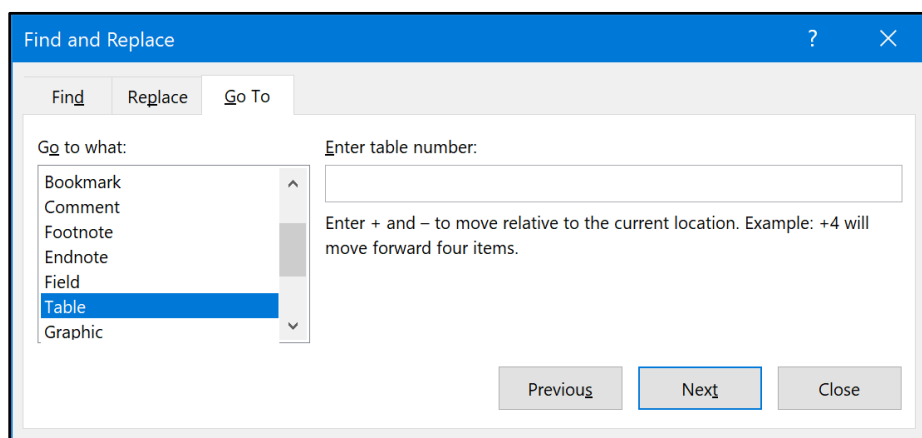 Find and Replace
?
Find
Replace
Go To
Go to what:
Bookmark
Comment
Footnote
Endnote
Field
Table
Graphic
Enter table number:
Enter + and – to move relative to the current location. Example: +4 will
move forward four items.
Previous
Next
Close